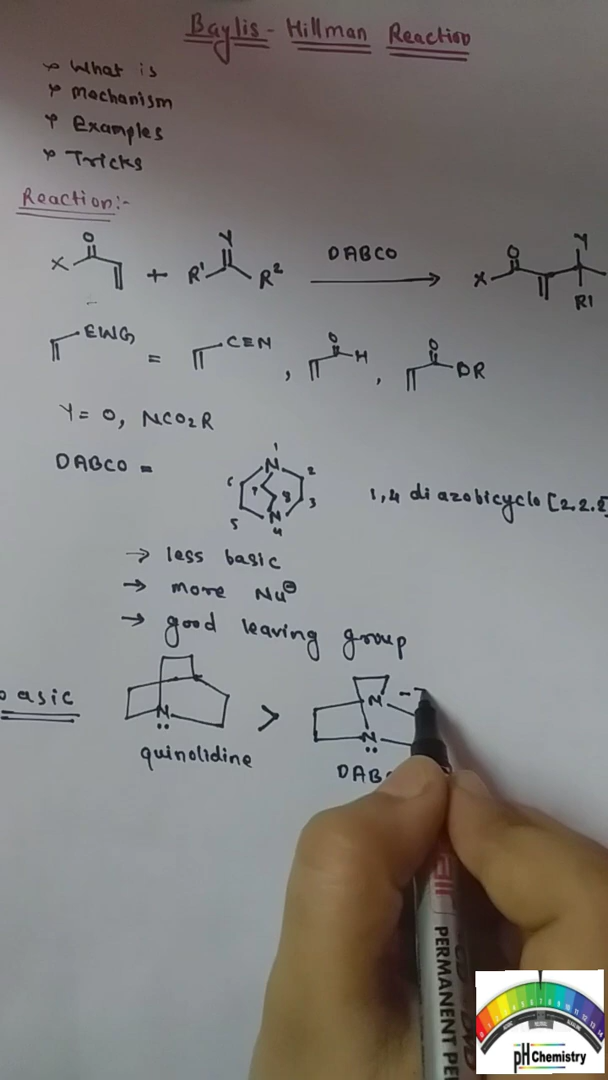 Baylis - Hillman Reaction
What is
Mechanism
Examples
Tricks
Reaction:-
X O + R¹ Y R² DABCO X O Y R1
EWG = C≡N , O H , O OR
Y = O, NCO₂R
DABCO = N 1 2 3 N 4 5 6 7 8 1,4 diazobicyclo [2.2.2]
→ less basic
→ more Nu⊖
→ good leaving group
basic N > N -I N
quinolidine DABC
PERMANENT PE
pH Chemistry